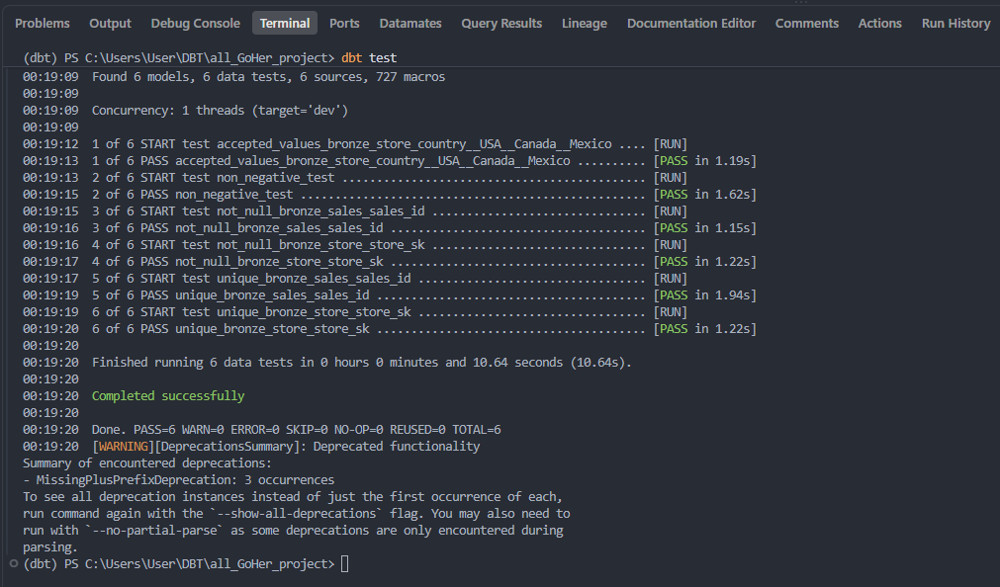 Problems Output Debug Console Terminal Ports Datamates Query Results Lineage Documentation Editor Comments Actions Run History
(dbt) PS C:\Users\User\DBT\all_GoHer_project> dbt test
00:19:09  Found 6 models, 6 data tests, 6 sources, 727 macros
00:19:09
00:19:09  Concurrency: 1 threads (target='dev')
00:19:09
00:19:12  1 of 6 START test accepted_values_bronze_store_country__USA__Canada__Mexico .... [RUN]
00:19:13  1 of 6 PASS accepted_values_bronze_store_country__USA__Canada__Mexico .......... [PASS in 1.19s]
00:19:13  2 of 6 START test non_negative_test ............................................ [RUN]
00:19:15  2 of 6 PASS non_negative_test .................................................. [PASS in 1.62s]
00:19:15  3 of 6 START test not_null_bronze_sales_sales_id ............................... [RUN]
00:19:16  3 of 6 PASS not_null_bronze_sales_sales_id ..................................... [PASS in 1.15s]
00:19:16  4 of 6 START test not_null_bronze_store_store_sk ............................... [RUN]
00:19:17  4 of 6 PASS not_null_bronze_store_store_sk ..................................... [PASS in 1.22s]
00:19:17  5 of 6 START test unique_bronze_sales_sales_id ................................. [RUN]
00:19:19  5 of 6 PASS unique_bronze_sales_sales_id ....................................... [PASS in 1.94s]
00:19:19  6 of 6 START test unique_bronze_store_store_sk ................................. [RUN]
00:19:20  6 of 6 PASS unique_bronze_store_store_sk ....................................... [PASS in 1.22s]
00:19:20
00:19:20  Finished running 6 data tests in 0 hours 0 minutes and 10.64 seconds (10.64s).
00:19:20
00:19:20  Completed successfully
00:19:20
00:19:20  Done. PASS=6 WARN=0 ERROR=0 SKIP=0 NO-OP=0 REUSED=0 TOTAL=6
00:19:20  [WARNING][DeprecationsSummary]: Deprecated functionality
Summary of encountered deprecations:
- MissingPlusPrefixDeprecation: 3 occurrences
To see all deprecation instances instead of just the first occurrence of each,
run command again with the `--show-all-deprecations` flag. You may also need to
run with `--no-partial-parse` as some deprecations are only encountered during
parsing.
(dbt) PS C:\Users\User\DBT\all_GoHer_project>